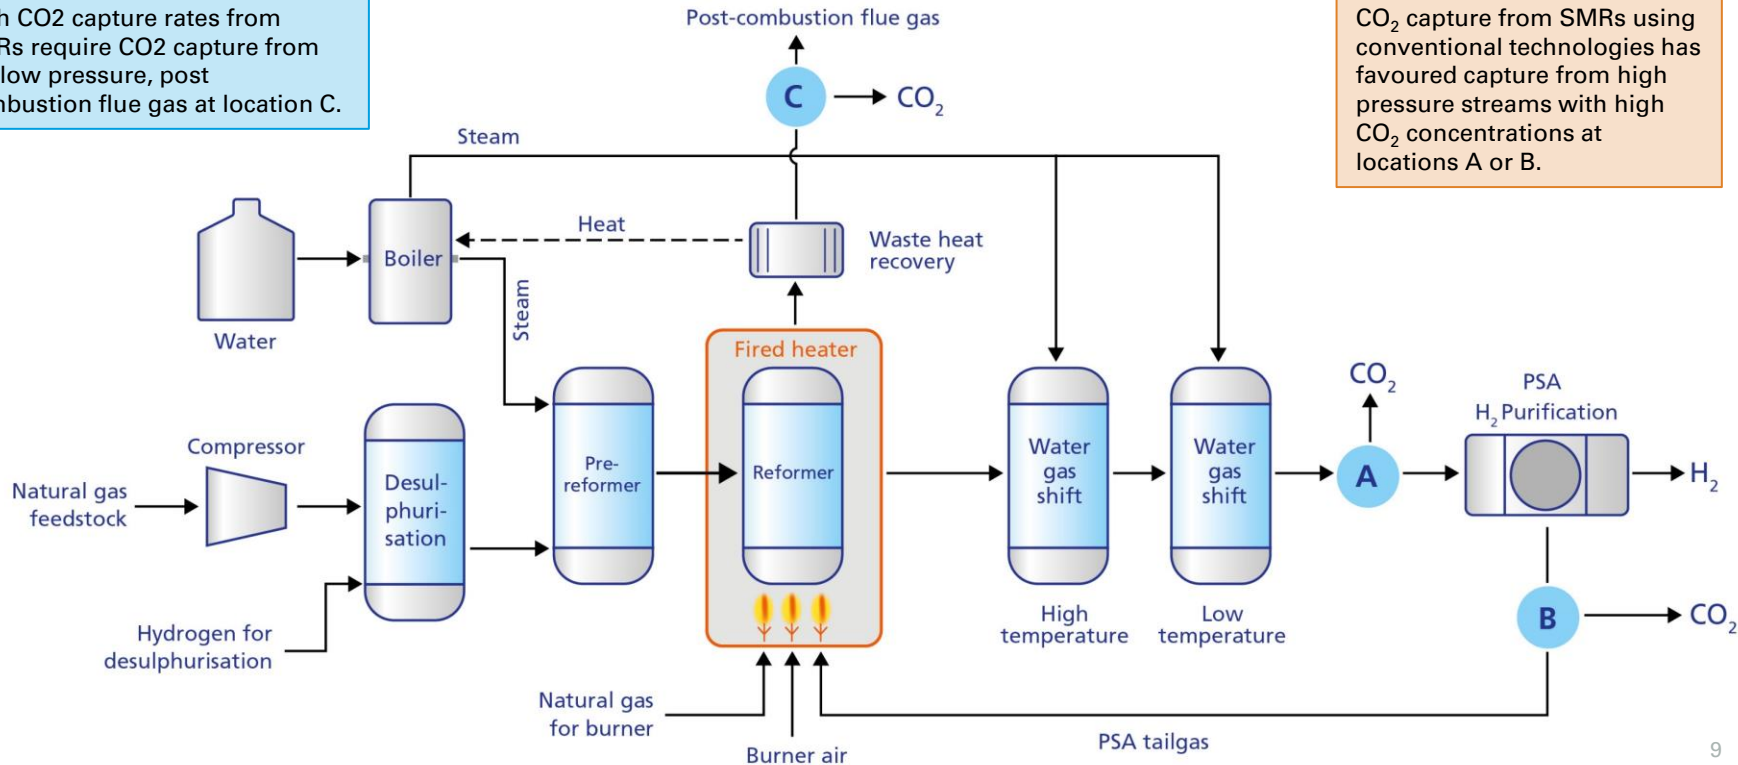 CO2 capture rates from
require CO2 capture from
low pressure, post
flue gas at location C.
Post-combustion flue gas
CO₂ capture from SMRs using
conventional technologies has
favoured capture from high
pressure streams with high
CO₂ concentrations at
locations A or B.
C
CO₂
Steam
Heat
Waste heat
recovery
Boiler
Water
Steam
Fired heater
CO₂
PSA
H₂ Purification
Compressor
Natural gas
feedstock
Desul-
phuri-
sation
Pre-
reformer
Reformer
Water
gas
shift
Water
gas
shift
A
H₂
Hydrogen for
desulphurisation
High
temperature
Low
temperature
B
CO₂
Natural gas
for burner
Burner air
PSA tailgas
9